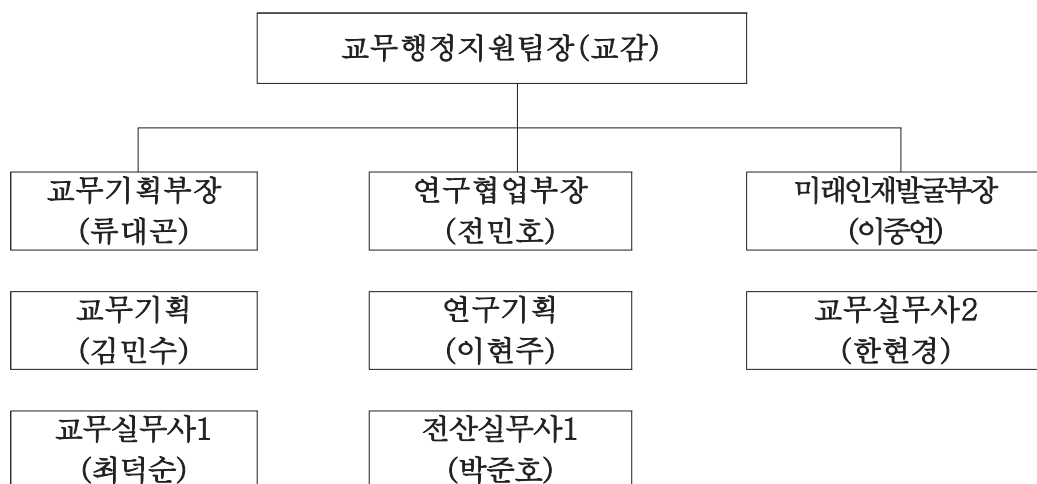 교무행정지원팀장(교감)
교무기획부장
(류대곤)
연구협업부장
(전민호)
미래인재발굴부장
(이중언)
교무기획
(김민수)
연구기획
(이현주)
교무실무사2
(한현경)
교무실무사1
(최덕순)
전산실무사1
(박준호)